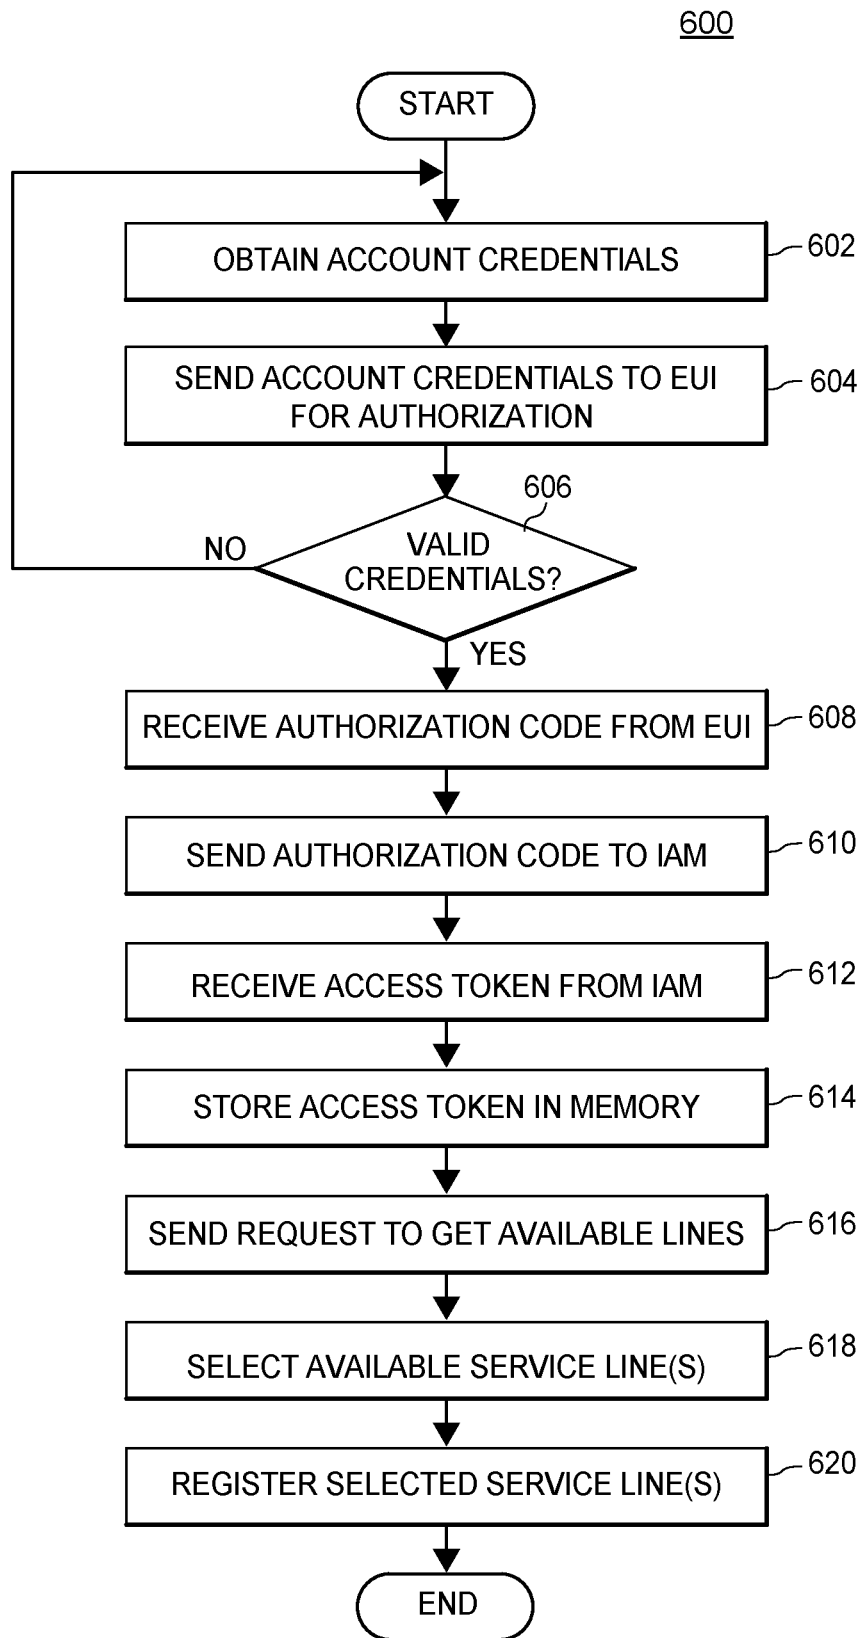 600
START
OBTAIN ACCOUNT CREDENTIALS
602
SEND ACCOUNT CREDENTIALS TO EUI
FOR AUTHORIZATION
604
606
VALID
CREDENTIALS?
NO
YES
RECEIVE AUTHORIZATION CODE FROM EUI
608
SEND AUTHORIZATION CODE TO IAM
610
RECEIVE ACCESS TOKEN FROM IAM
612
STORE ACCESS TOKEN IN MEMORY
614
SEND REQUEST TO GET AVAILABLE LINES
616
SELECT AVAILABLE SERVICE LINE(S)
618
REGISTER SELECTED SERVICE LINE(S)
620
END